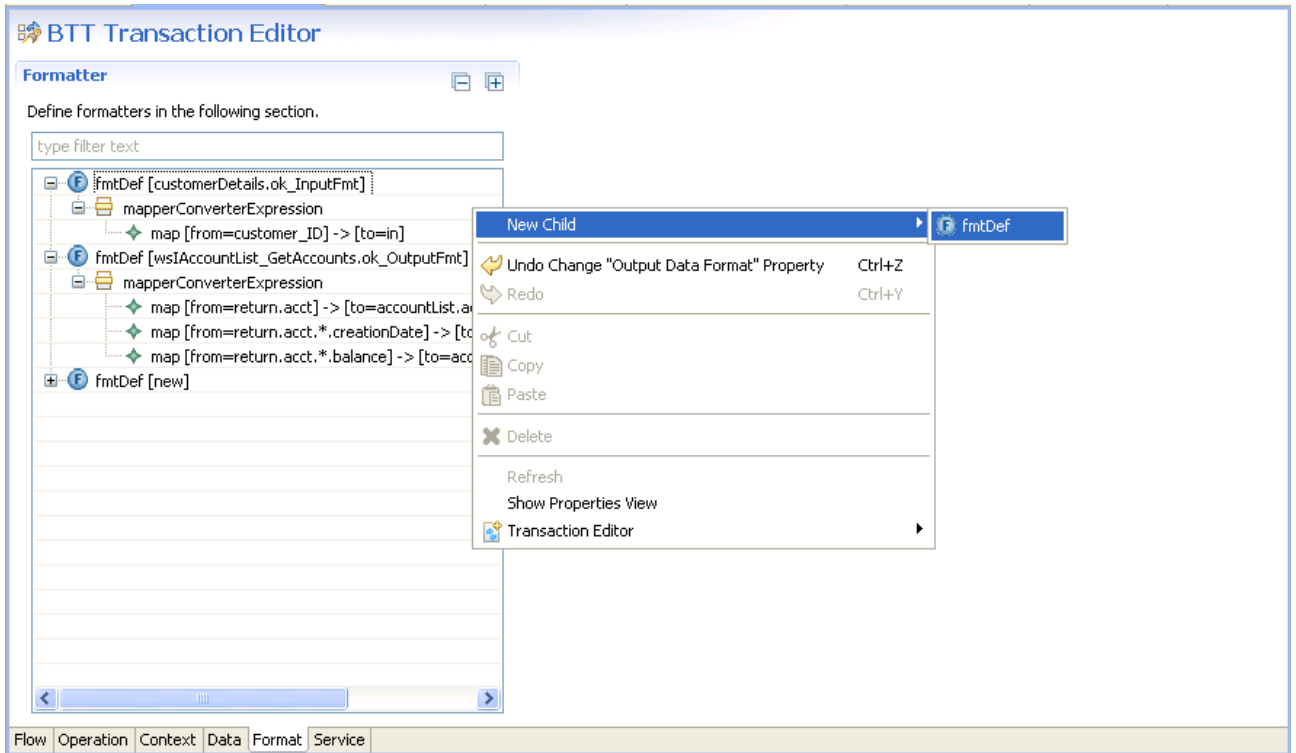 BTT Transaction Editor
Formatter
Define formatters in the following section.
type filter text
fmtDef [customerDetails.ok_InputFmt]
mapperConverterExpression
map [from=customer_ID] -> [to=in]
fmtDef [wsIAccountList_GetAccounts.ok_OutputFmt]
mapperConverterExpression
map [from=return.acct] -> [to=accountList.a
map [from=return.acct.*.creationDate] -> [to
map [from=return.acct.*.balance] -> [to=acc
fmtDef [new]
New Child
fmtDef
Undo Change "Output Data Format" Property Ctrl+Z
Redo Ctrl+Y
Cut
Copy
Paste
Delete
Refresh
Show Properties View
Transaction Editor
Flow Operation Context Data Format Service